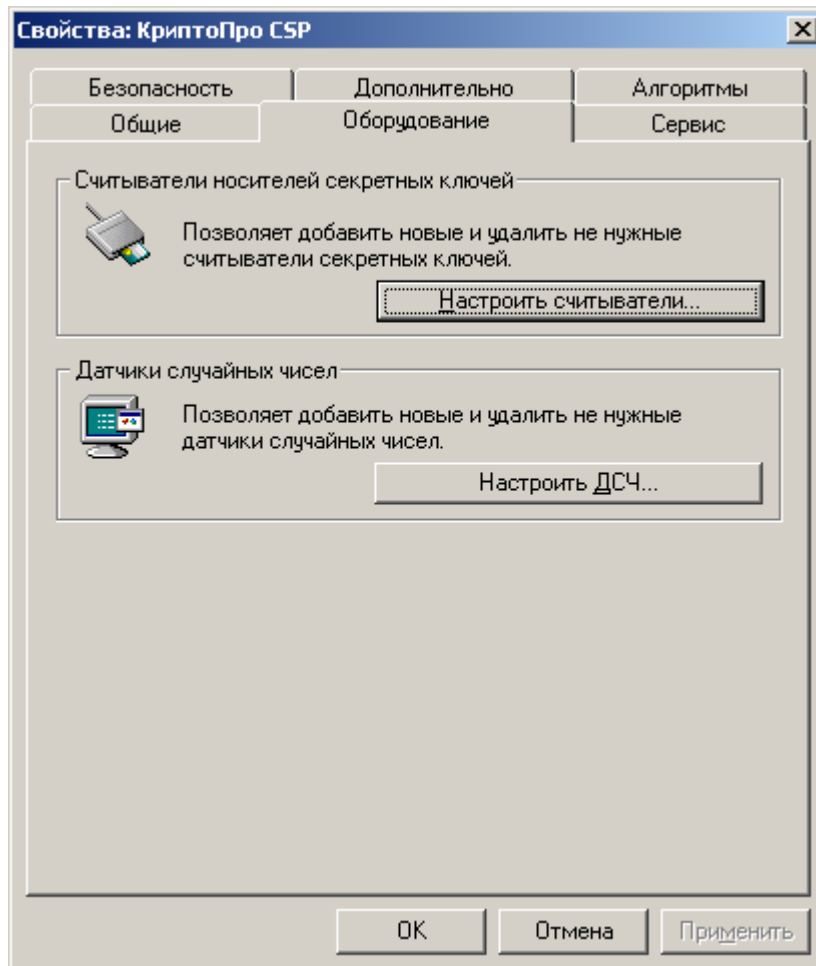 Свойства: КриптоПро CSP
Безопасность Дополнительно Алгоритмы
Общие Оборудование Сервис
Считыватели носителей секретных ключей
Позволяет добавить новые и удалить не нужные
считыватели секретных ключей.
Настроить считыватели...
Датчики случайных чисел
Позволяет добавить новые и удалить не нужные
датчики случайных чисел.
Настроить ДСЧ...
OK Отмена Применить